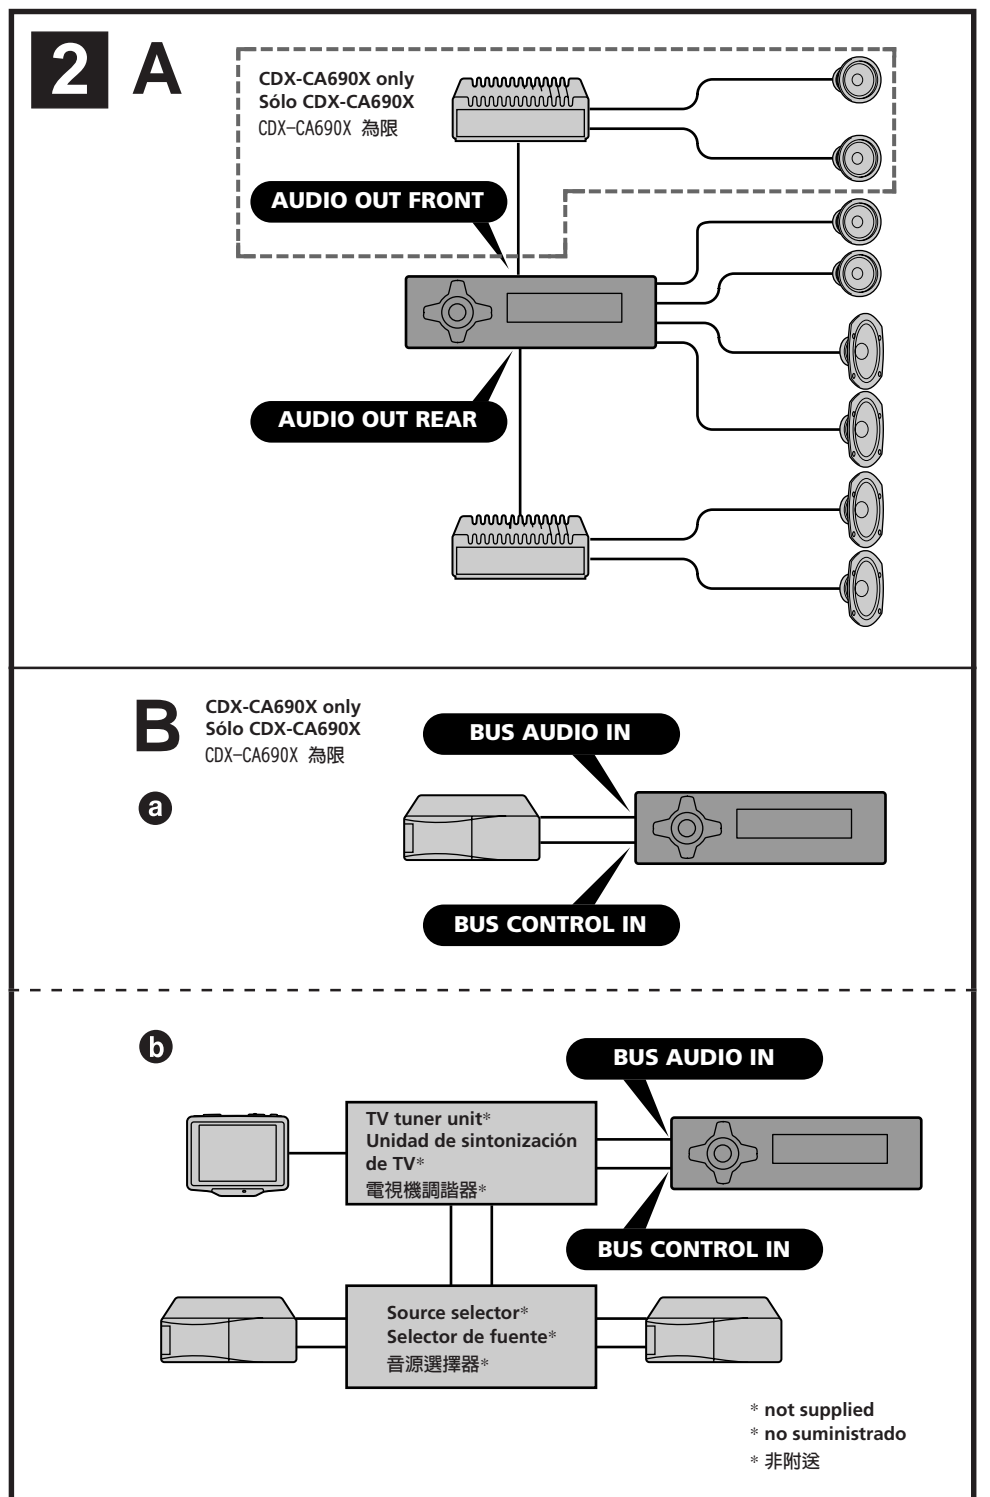 2 A
CDX-CA690X only
Sólo CDX-CA690X
CDX-CA690X 為限
AUDIO OUT FRONT
AUDIO OUT REAR
B
CDX-CA690X only
Sólo CDX-CA690X
CDX-CA690X 為限
BUS AUDIO IN
a
BUS CONTROL IN
b
BUS AUDIO IN
TV tuner unit*
Unidad de sintonización
de TV*
電視機調諧器*
BUS CONTROL IN
Source selector*
Selector de fuente*
音源選擇器*
* not supplied
* no suministrado
* 非附送